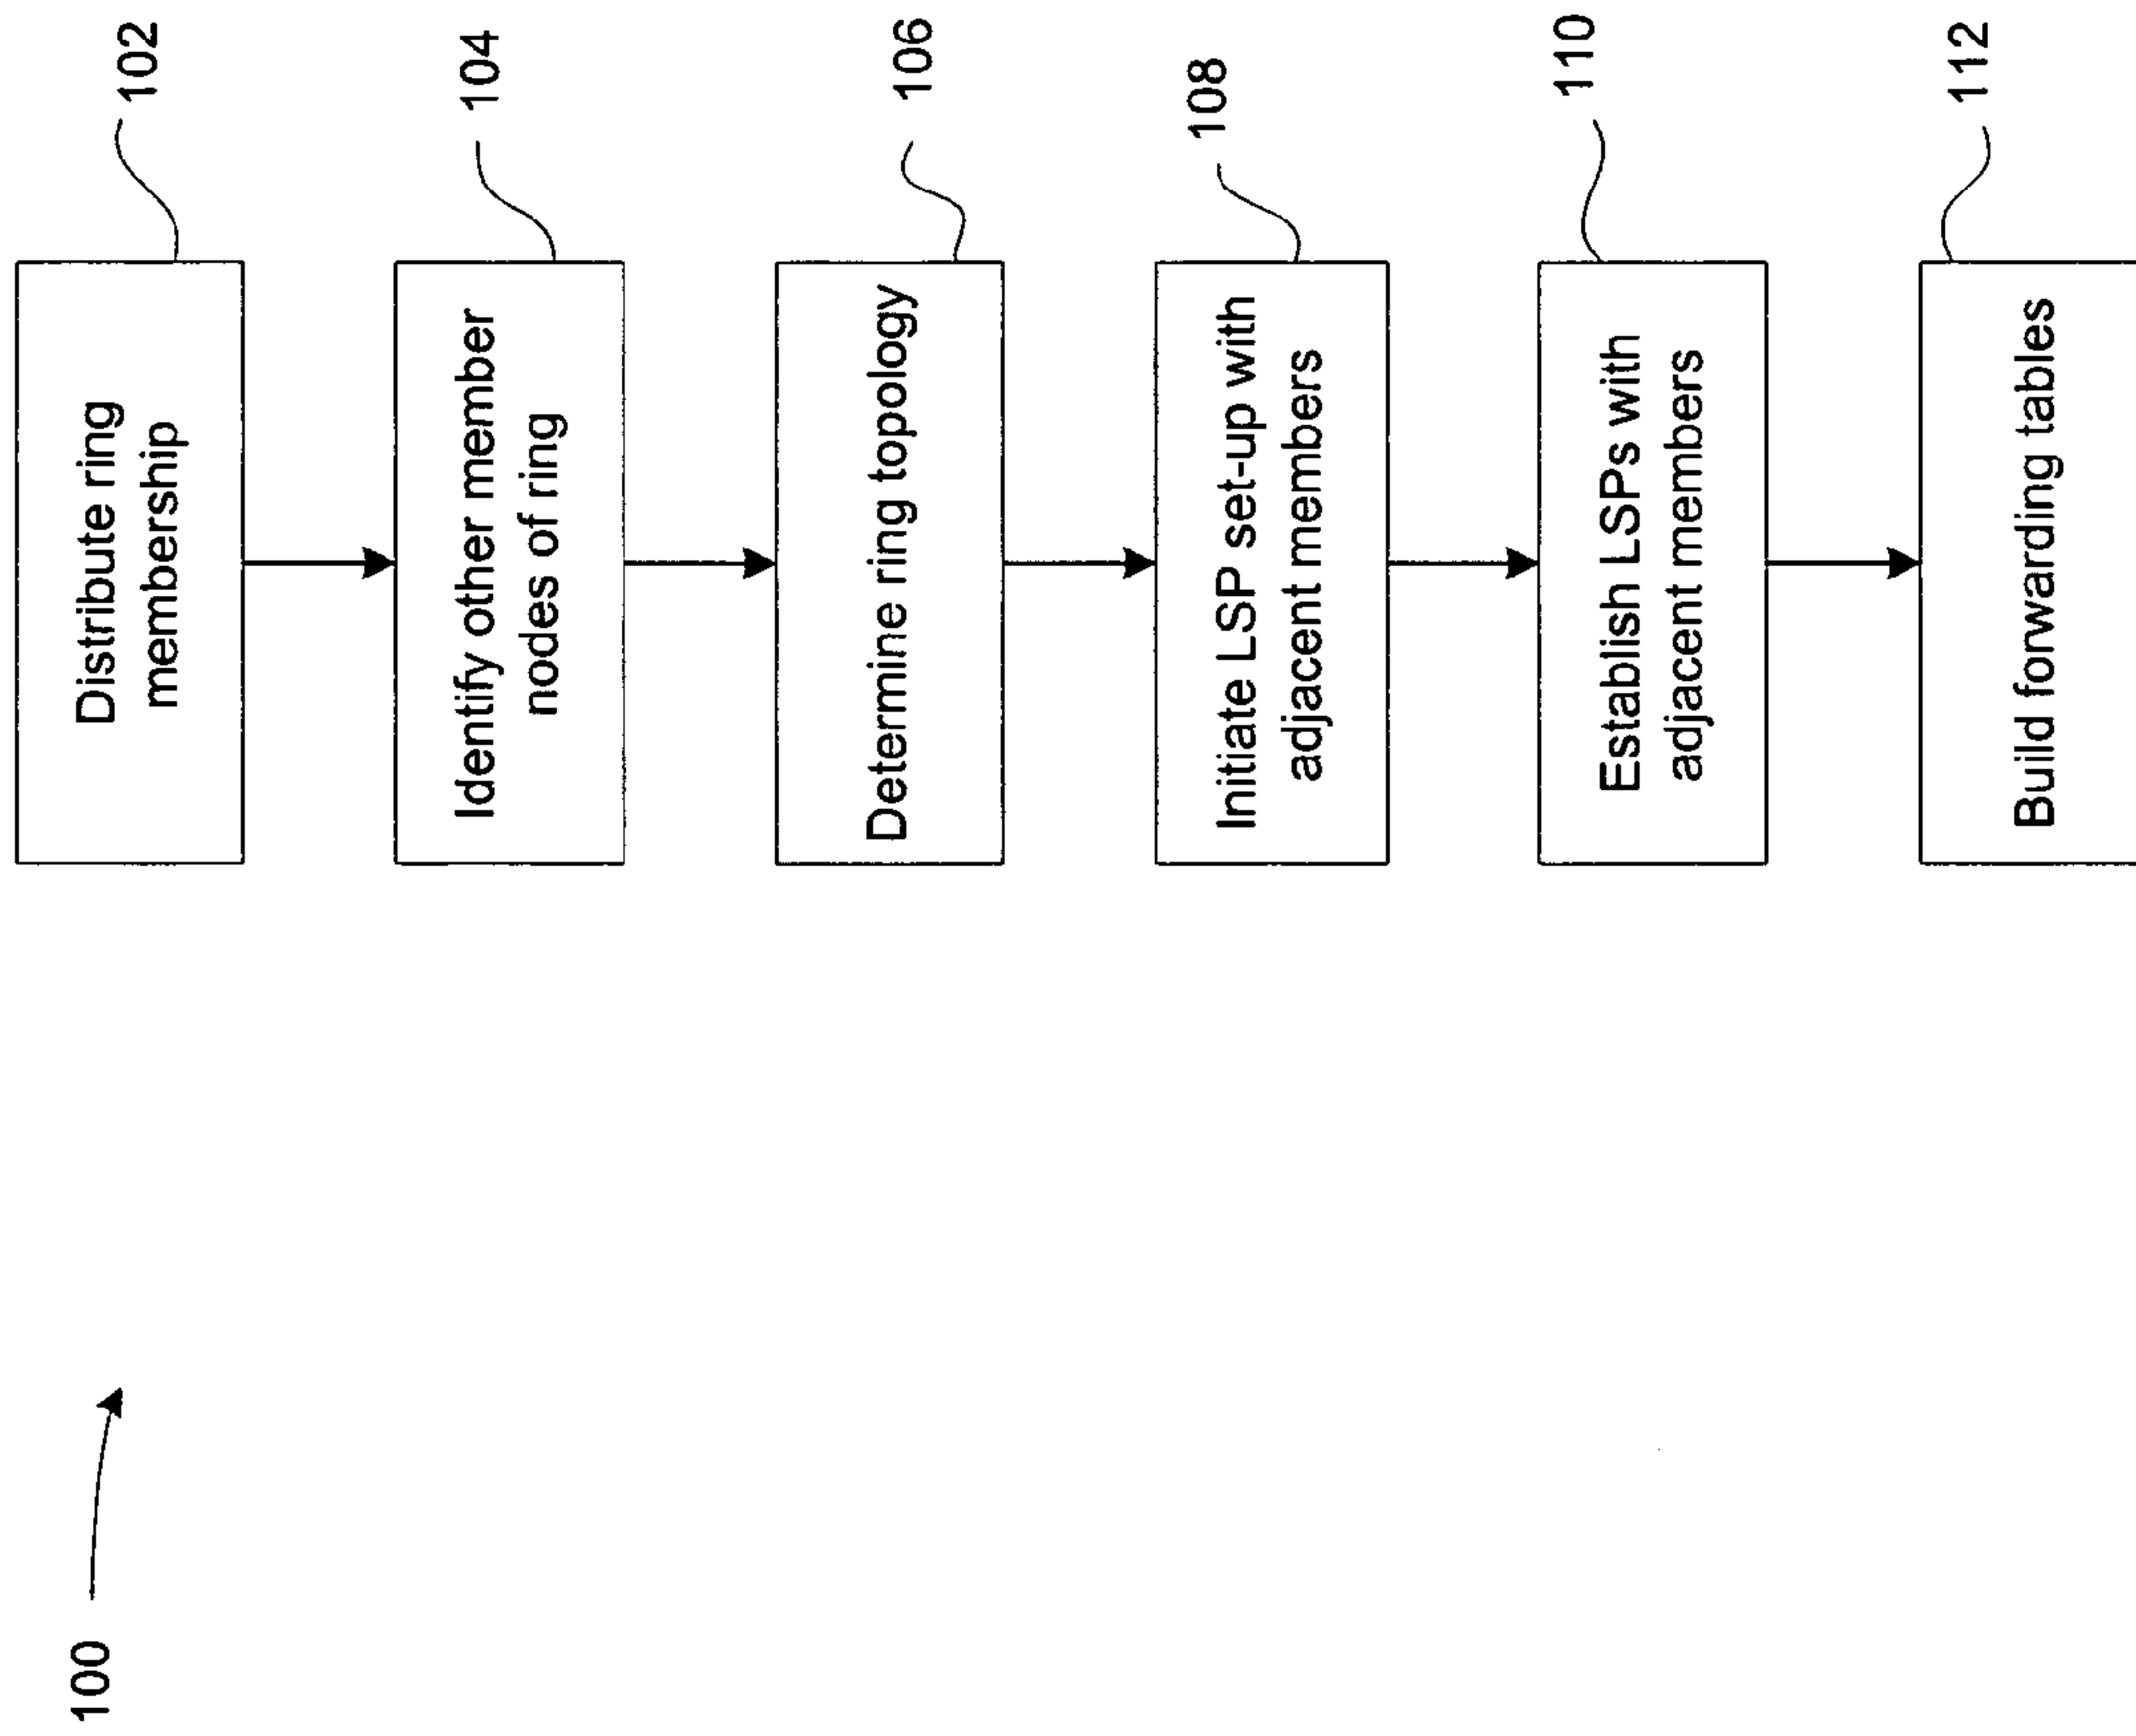 100
Distribute ring
membership
102
Identify other member
nodes of ring
104
Determine ring topology
106
Initiate LSP set-up with
adjacent members
108
Establish LSPs with
adjacent members
110
Build forwarding tables
112